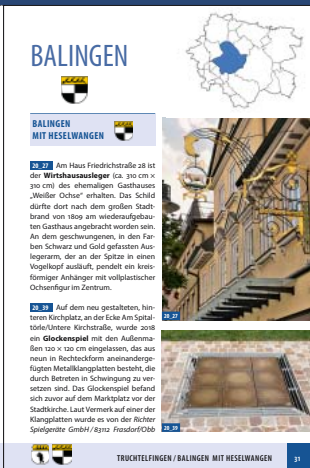 BALINGEN
BALINGEN
MIT HESELWANGEN
20_27 Am Haus Friedrichstraße 28 ist
der Wirtshausausleger (ca. 310 cm ×
310 cm) des ehemaligen Gasthauses
„Weißer Ochse“ erhalten. Das Schild
dürfte dort nach dem großen Stadt-
brand von 1809 am wiederaufgebau-
ten Gasthaus angebracht worden sein.
An dem geschwungenen, in den Far-
ben Schwarz und Gold gefassten Aus-
legerarm, der an der Spitze in einen
Vogelkopf ausläuft, pendelt ein kreis-
förmiger Anhänger mit vollplastischer
Ochsenfigur im Zentrum.
20_39 Auf dem neu gestalteten, hin-
teren Kirchplatz, an der Ecke Am Spital-
törle/Untere Kirchstraße, wurde 2018
ein Glockenspiel mit den Außenma-
ßen 120 × 120 cm eingelassen, das aus
neun in Rechteckform aneinanderge-
fügten Metallklangplatten besteht, die
durch Betreten in Schwingung zu ver-
setzen sind. Das Glockenspiel befand
sich zuvor auf dem Marktplatz vor der
Stadtkirche. Laut Vermerk auf einer der
Klangplatten wurde es von der Richter
Spielgeräte GmbH / 83112 Frasdorf/Obb
20_27
20_39
TRUCHTELFINGEN / BALINGEN MIT HESELWANGEN
31